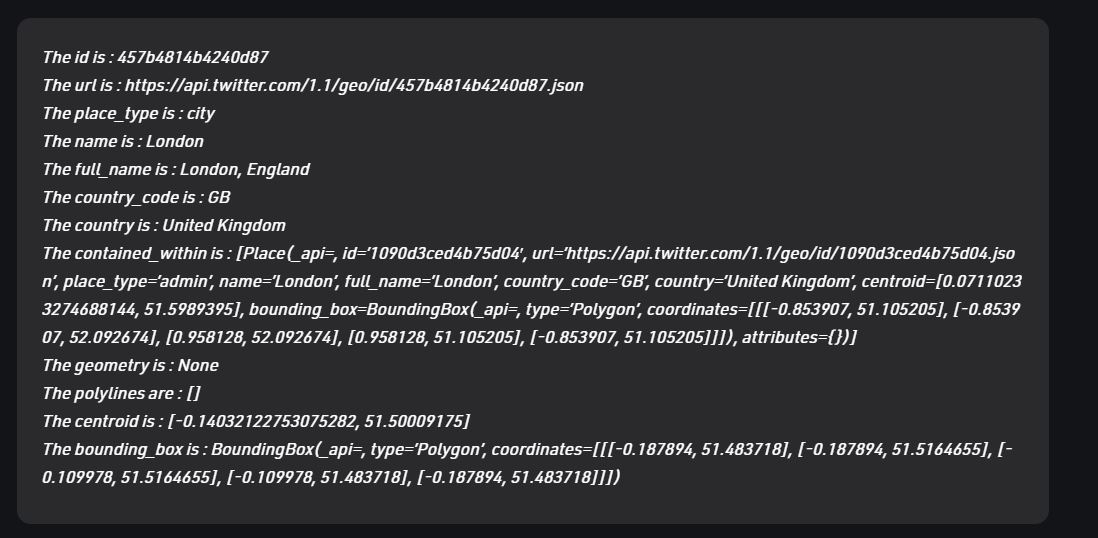 The id is : 457b4814b4240d87
The url is : https://api.twitter.com/1.1/geo/id/457b4814b4240d87.json
The place_type is : city
The name is : London
The full_name is : London, England
The country_code is : GB
The country is : United Kingdom
The contained_within is : [Place(_api=, id=’1090d3ced4b75d04′, url=’https://api.twitter.com/1.1/geo/id/1090d3ced4b75d04.jso
n’, place_type=’admin’, name=’London’, full_name=’London’, country_code=’GB’, country=’United Kingdom’, centroid=[0.0711023
3274688144, 51.5989395], bounding_box=BoundingBox(_api=, type=’Polygon’, coordinates=[[[-0.853907, 51.105205], [-0.8539
07, 52.092674], [0.958128, 52.092674], [0.958128, 51.105205], [-0.853907, 51.105205]]]), attributes={})]
The geometry is : None
The polylines are : []
The centroid is : [-0.14032122753075282, 51.50009175]
The bounding_box is : BoundingBox(_api=, type=’Polygon’, coordinates=[[[-0.187894, 51.483718], [-0.187894, 51.5164655], [-
0.109978, 51.5164655], [-0.109978, 51.483718], [-0.187894, 51.483718]]])